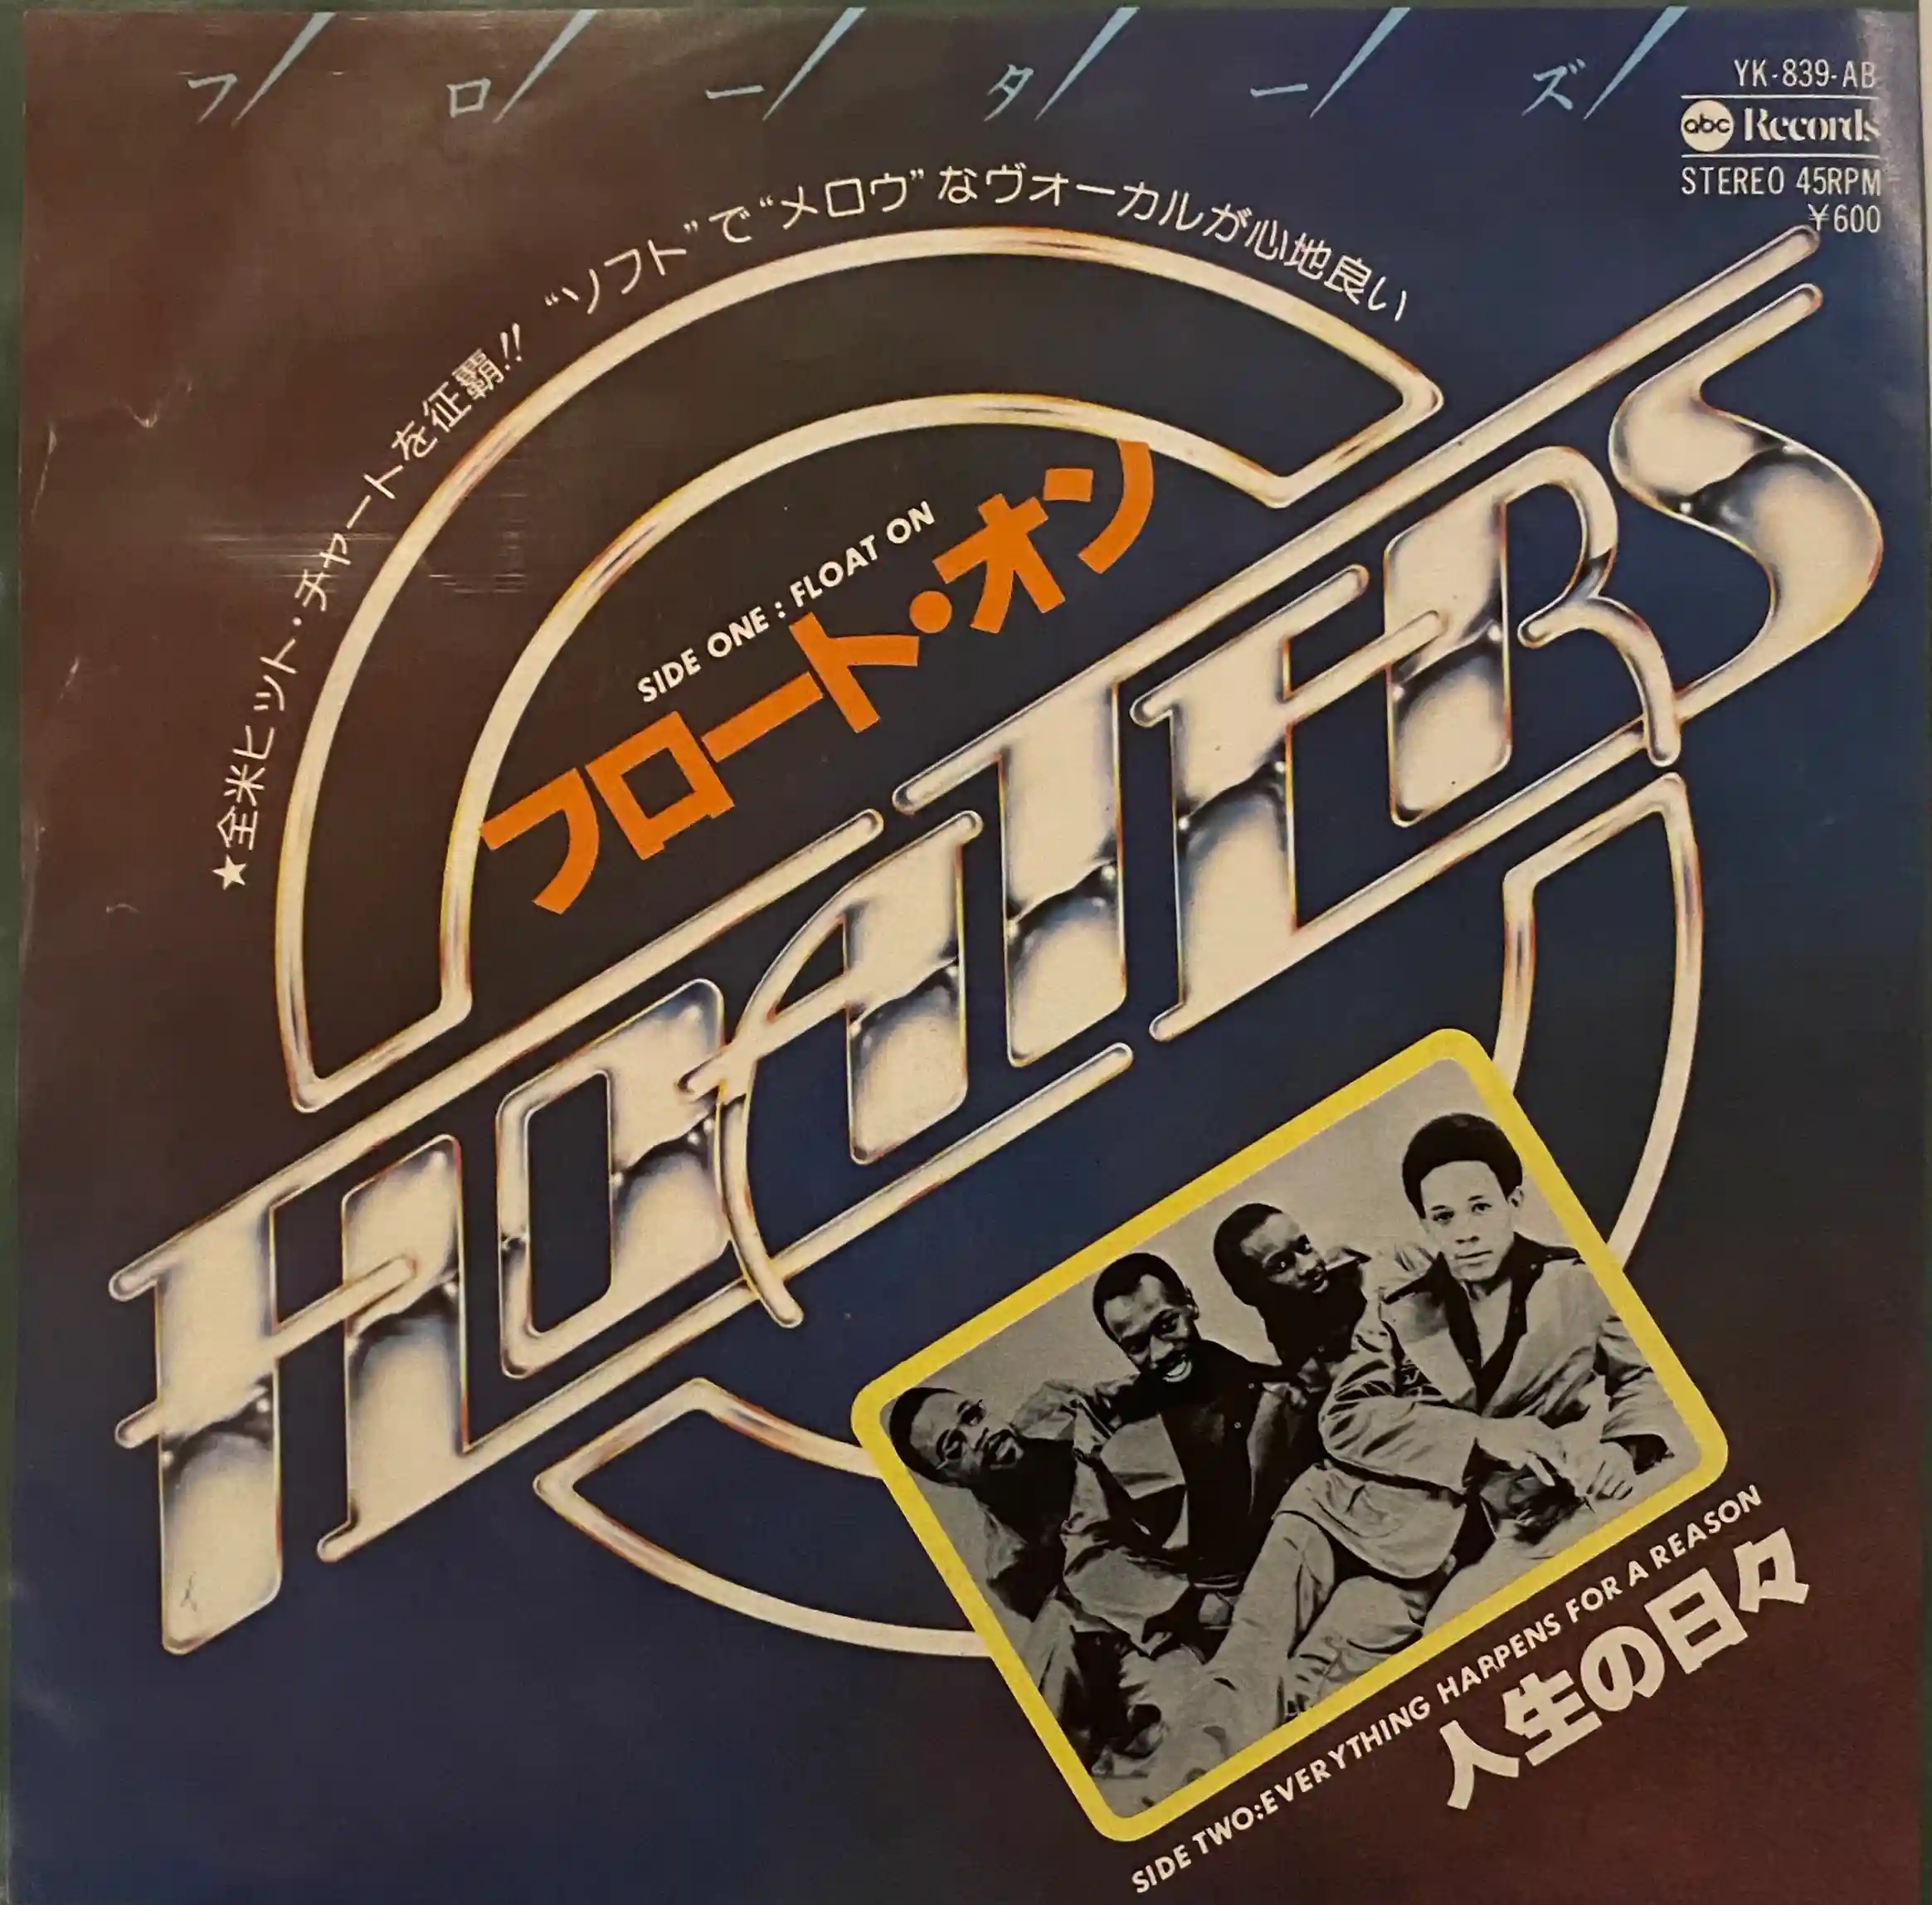 フローターズ
YK-839-AB
abc Records
STEREO 45RPM
¥600
★全米ヒット・チャートを征覇!! “ソフト”で“メロウ”なヴォーカルが心地良い
SIDE ONE : FLOAT ON
フロート・オン
FLOATERS
SIDE TWO:EVERYTHING HAPPENS FOR A REASON
人生の日々